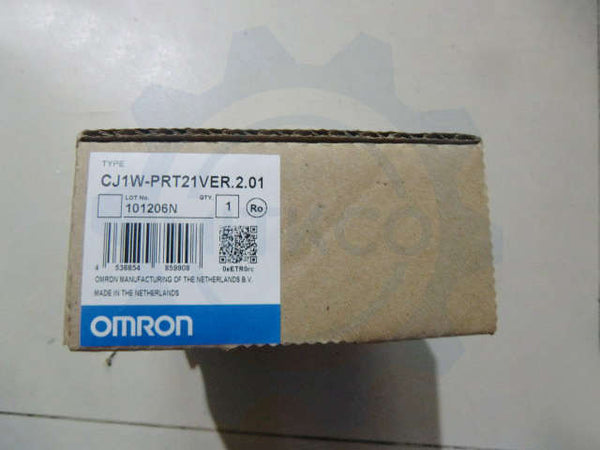 TYPE
CJ1W-PRT21VER.2.01
LOT No. QTY.
101206N 1 Ro
4 536854 859908
0xETR0rc
OMRON MANUFACTURING OF THE NETHERLANDS B.V.
MADE IN THE NETHERLANDS
OMRON